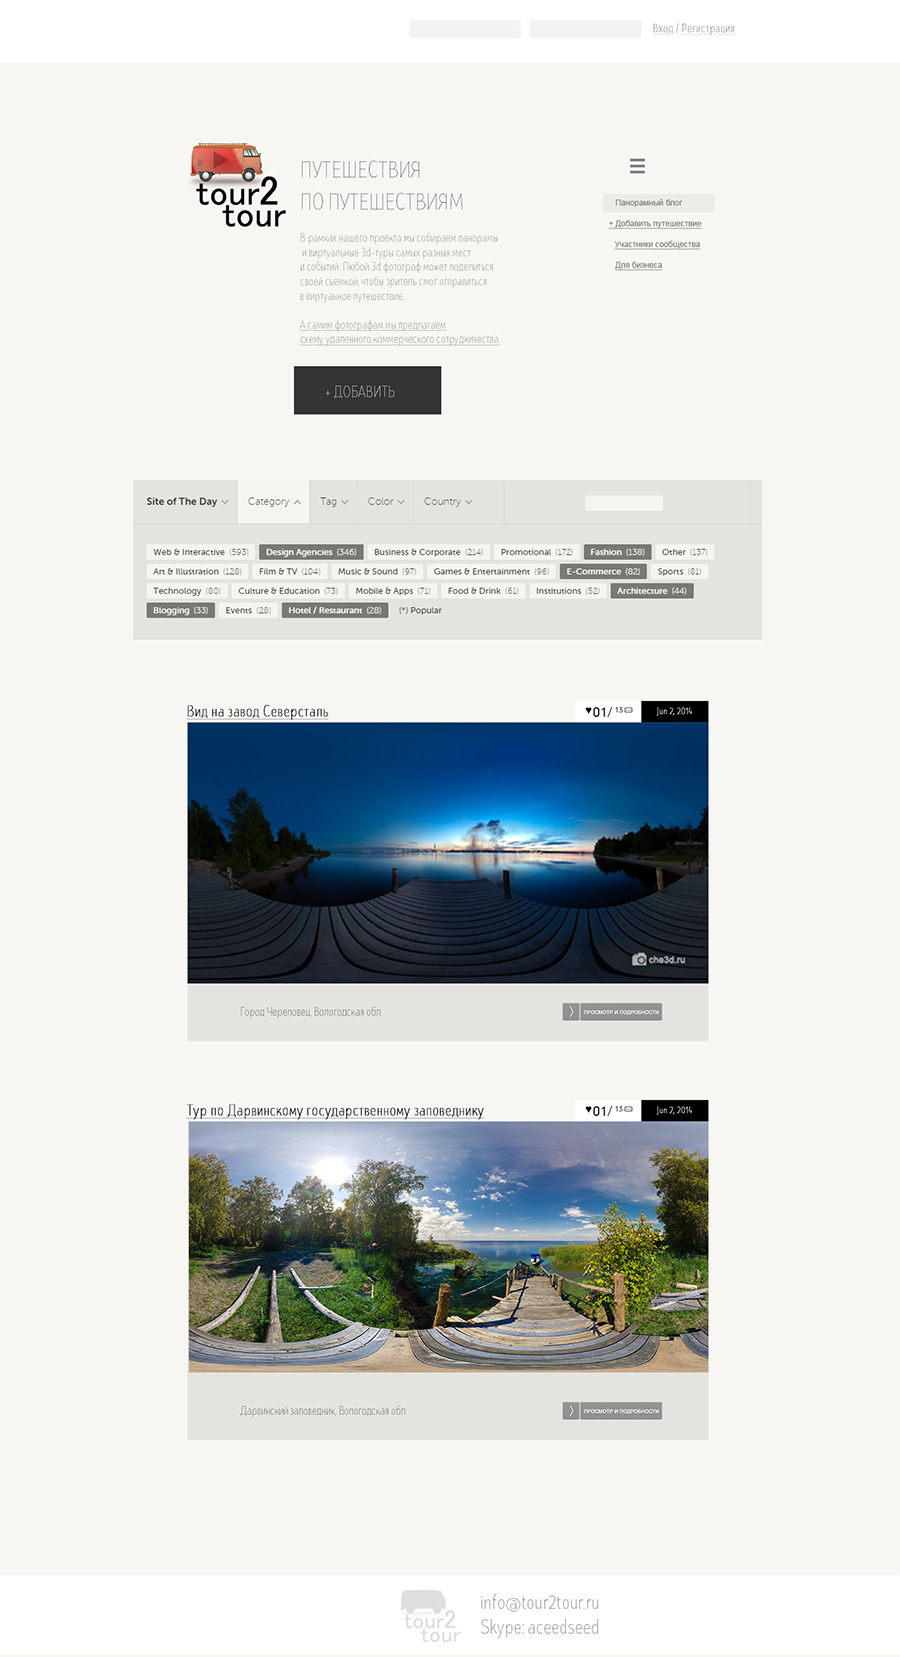 Вход / Регистрация
tour2
tour
ПУТЕШЕСТВИЯ
ПО ПУТЕШЕСТВИЯМ
В рамках нашего проекта мы собираем панорамы
и виртуальные 3d-туры самых разных мест
и событий. Любой 3d фотограф может поделиться
своей съемкой, чтобы зритель смог отправиться
в виртуаьное путешествие.
А самим фотографам мы предлагаем
схему удаленного коммерческого сотрудничества.
+ ДОБАВИТЬ
Панорамный блог
+ Добавить путешествие
Участники сообщества
Для бизнеса
Site of The Day Category Tag Color Country
Web & Interactive (593) Design Agencies (346) Business & Corporate (214) Promotional (172) Fashion (138) Other (137)
Art & Illustration (128) Film & TV (104) Music & Sound (97) Games & Entertainment (96) E-Commerce (82) Sports (81)
Technology (80) Culture & Education (73) Mobile & Apps (71) Food & Drink (61) Institutions (52) Architecture (44)
Blogging (33) Events (28) Hotel / Restaurant (28) (*) Popular
Вид на завод Северсталь ♥01/ 13 Jun 2, 2014
che3d.ru
Город Череповец, Вологодская обл. ПРОСМОТР И ПОДРОБНОСТИ
Тур по Дарвинскому государственному заповеднику ♥01/ 13 Jun 2, 2014
Дарвинский заповедник, Вологодская обл. ПРОСМОТР И ПОДРОБНОСТИ
tour2
tour
info@tour2tour.ru
Skype: aceedseed